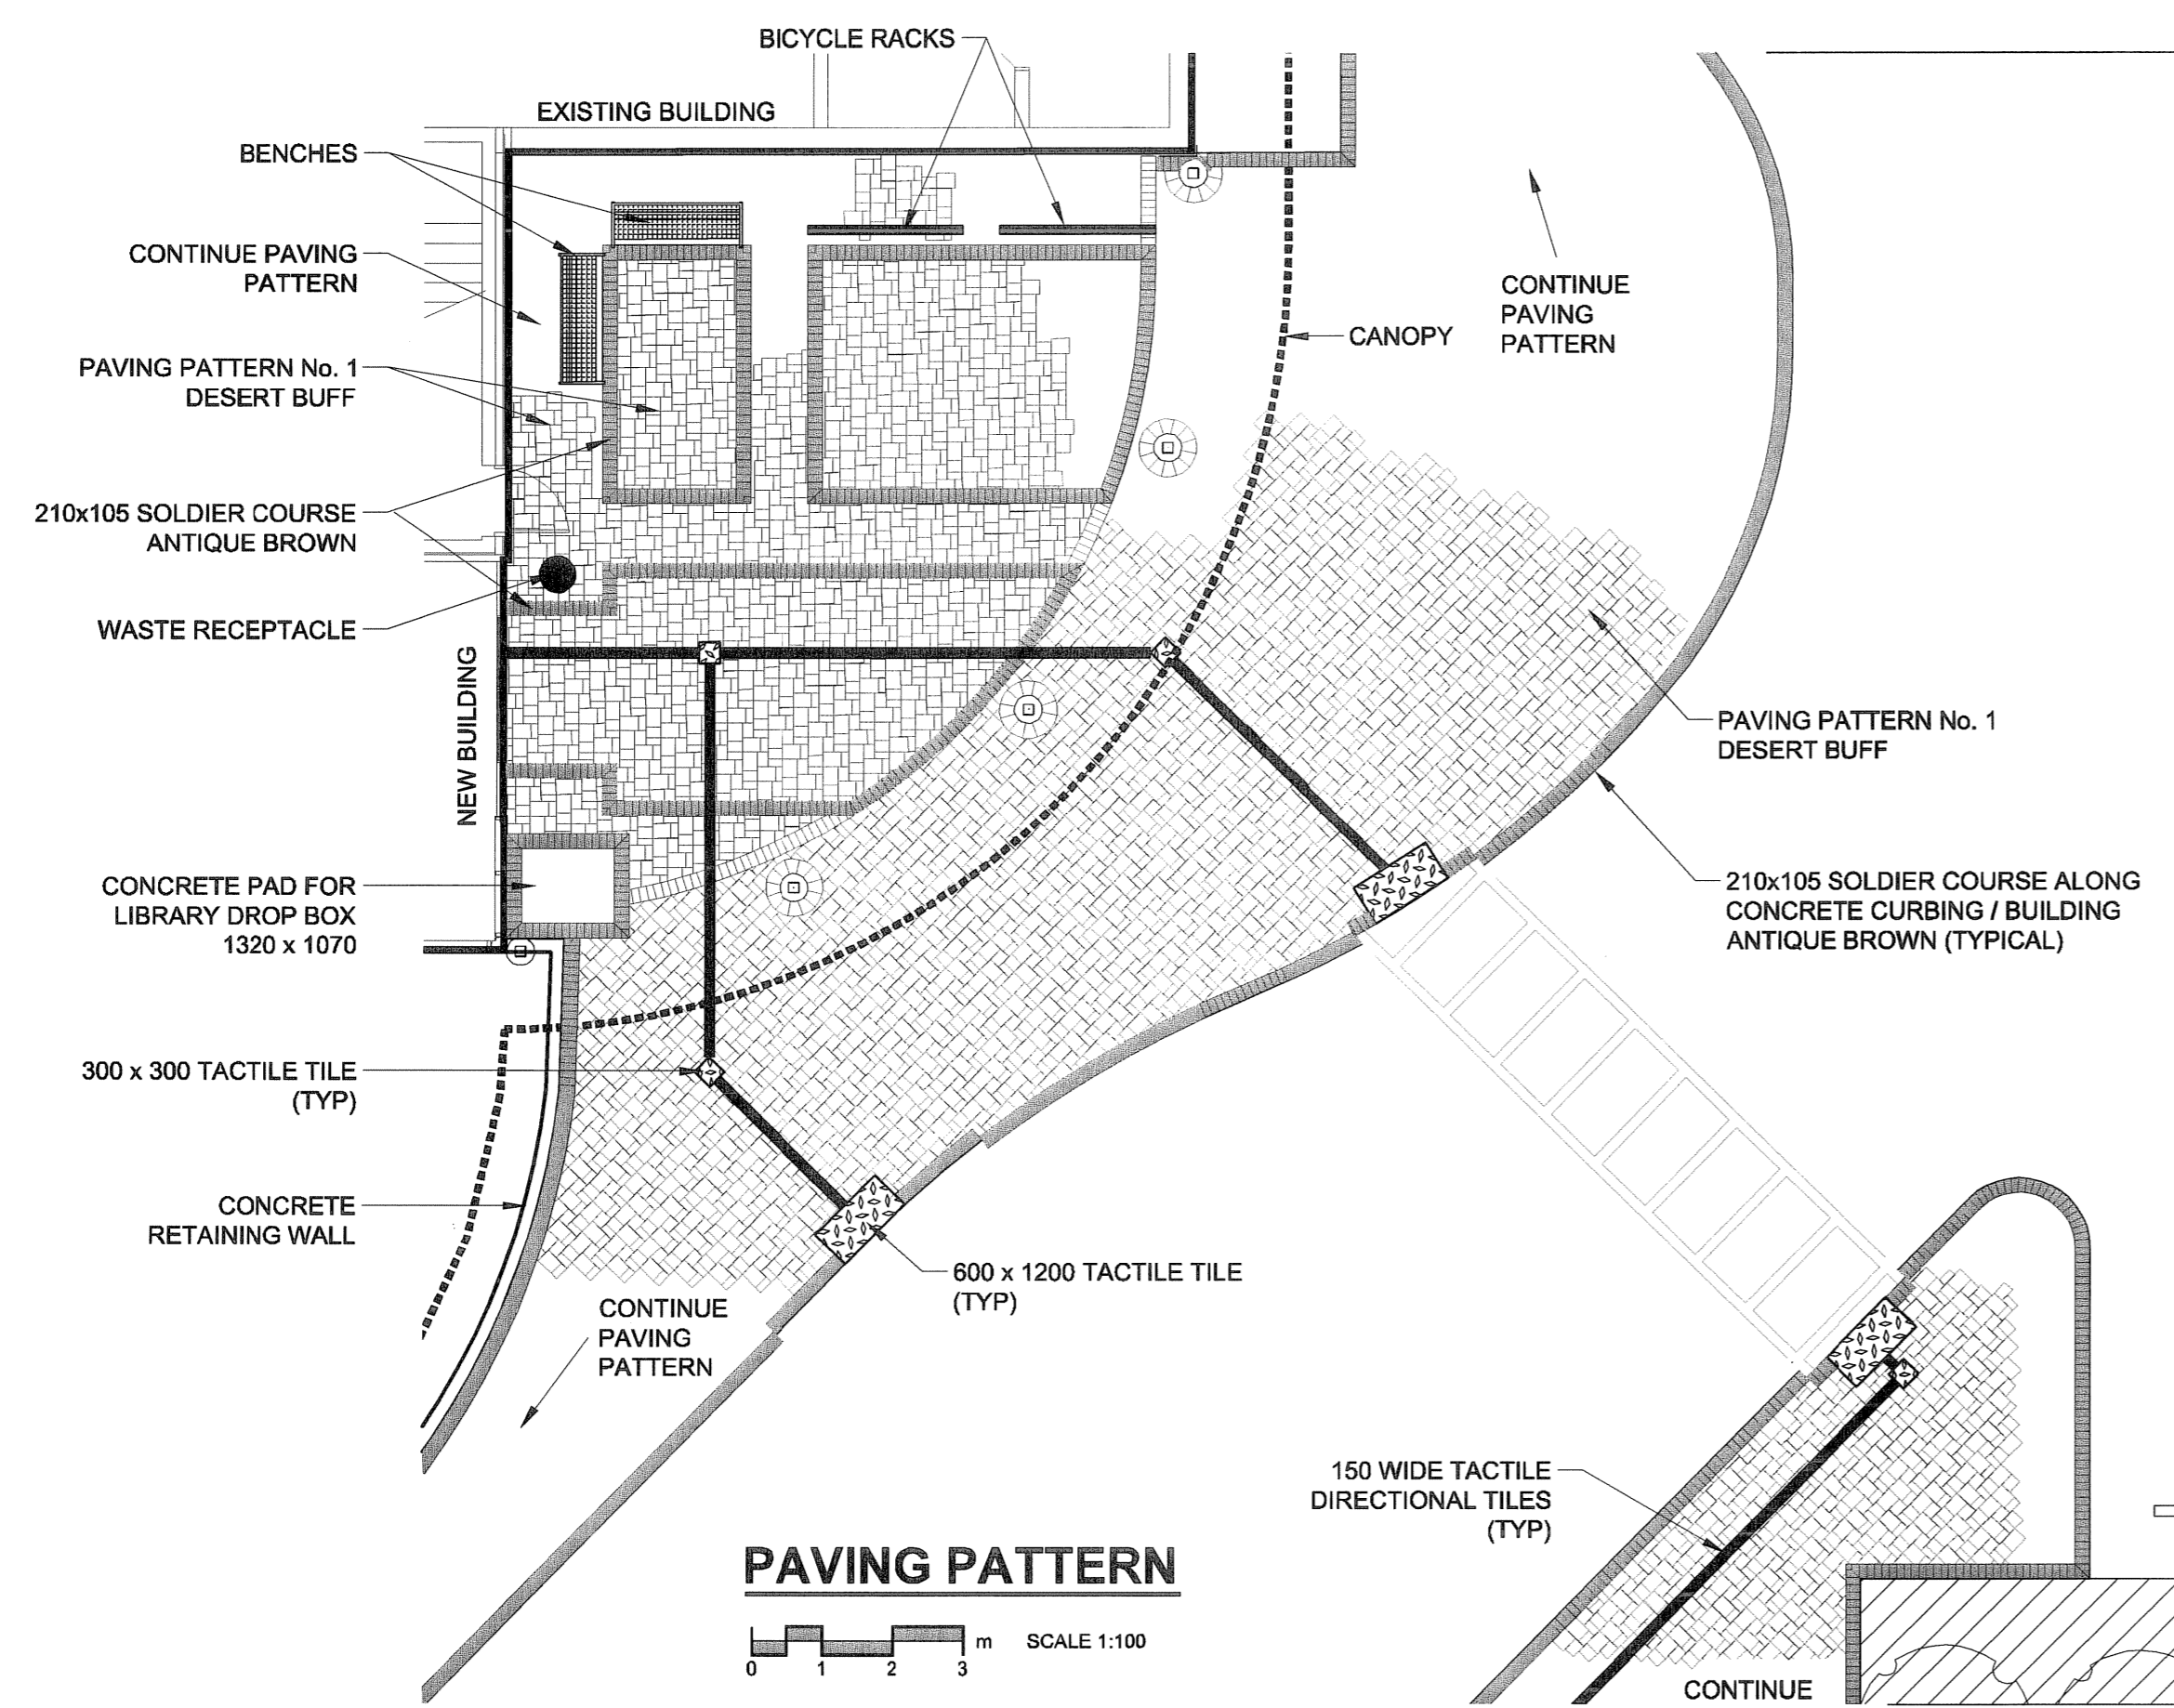 BICYCLE RACKS
EXISTING BUILDING
BENCHES
CONTINUE PAVING
PATTERN
CONTINUE
PAVING
PATTERN
CANOPY
PAVING PATTERN No. 1
DESERT BUFF
210x105 SOLDIER COURSE
ANTIQUE BROWN
WASTE RECEPTACLE
NEW BUILDING
PAVING PATTERN No. 1
DESERT BUFF
CONCRETE PAD FOR
LIBRARY DROP BOX
1320 x 1070
210x105 SOLDIER COURSE ALONG
CONCRETE CURBING / BUILDING
ANTIQUE BROWN (TYPICAL)
300 x 300 TACTILE TILE
(TYP)
CONCRETE
RETAINING WALL
600 x 1200 TACTILE TILE
(TYP)
CONTINUE
PAVING
PATTERN
150 WIDE TACTILE
DIRECTIONAL TILES
(TYP)
PAVING PATTERN
m SCALE 1:100
0 1 2 3
CONTINUE